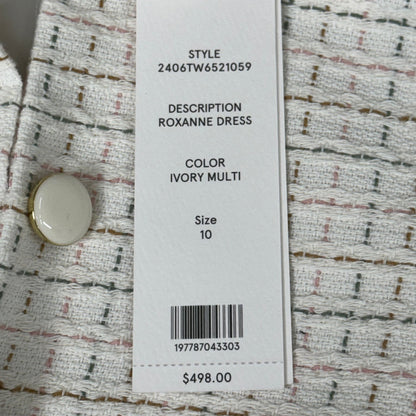 STYLE
2406TW6521059
DESCRIPTION
ROXANNE DRESS
COLOR
IVORY MULTI
Size
10
197787043303
$498.00